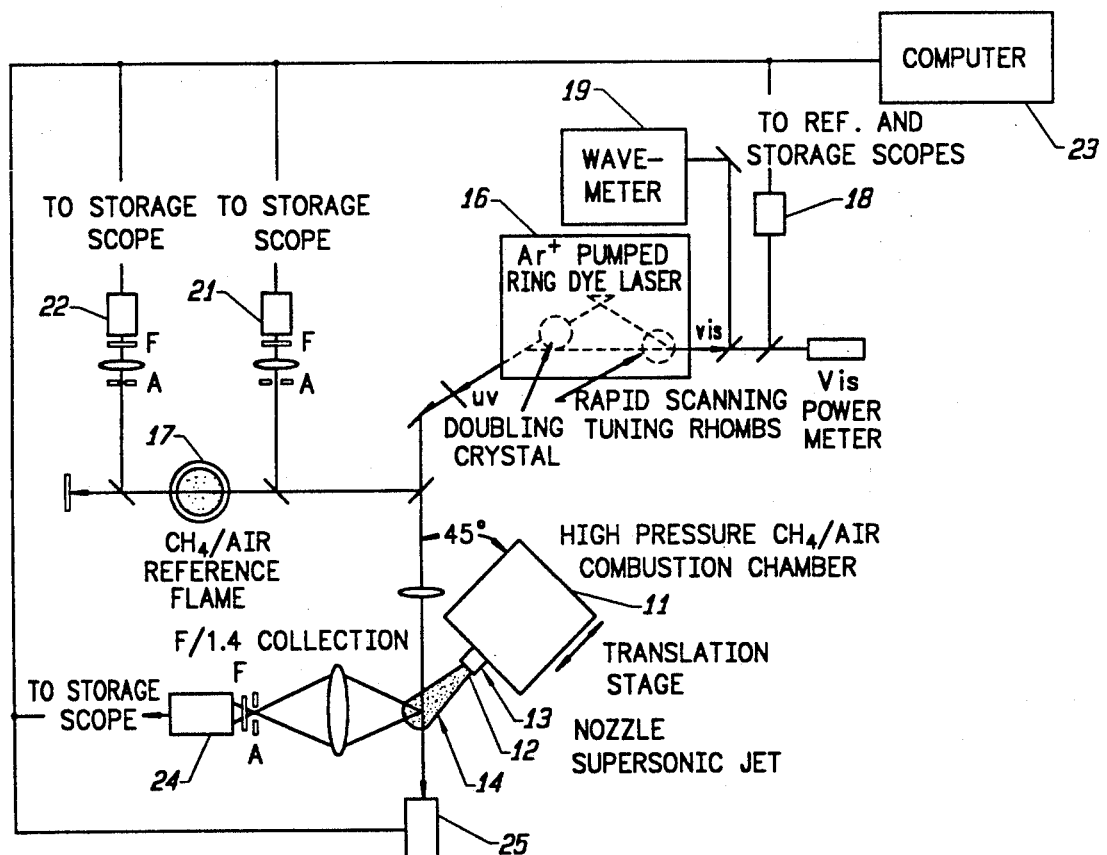 COMPUTER
23
19
WAVE-
METER
TO REF. AND
STORAGE SCOPES
18
TO STORAGE
SCOPE
TO STORAGE
SCOPE
16
Ar+ PUMPED
RING DYE LASER
vis
22
F
A
21
F
A
uv
DOUBLING
CRYSTAL
RAPID SCANNING
TUNING RHOMBS
Vis
POWER
METER
17
CH4/AIR
REFERENCE
FLAME
45°
HIGH PRESSURE CH4/AIR
COMBUSTION CHAMBER
11
F/1.4 COLLECTION
TRANSLATION
STAGE
TO STORAGE
SCOPE
F
A
24
13
12
14
NOZZLE
SUPERSONIC JET
25